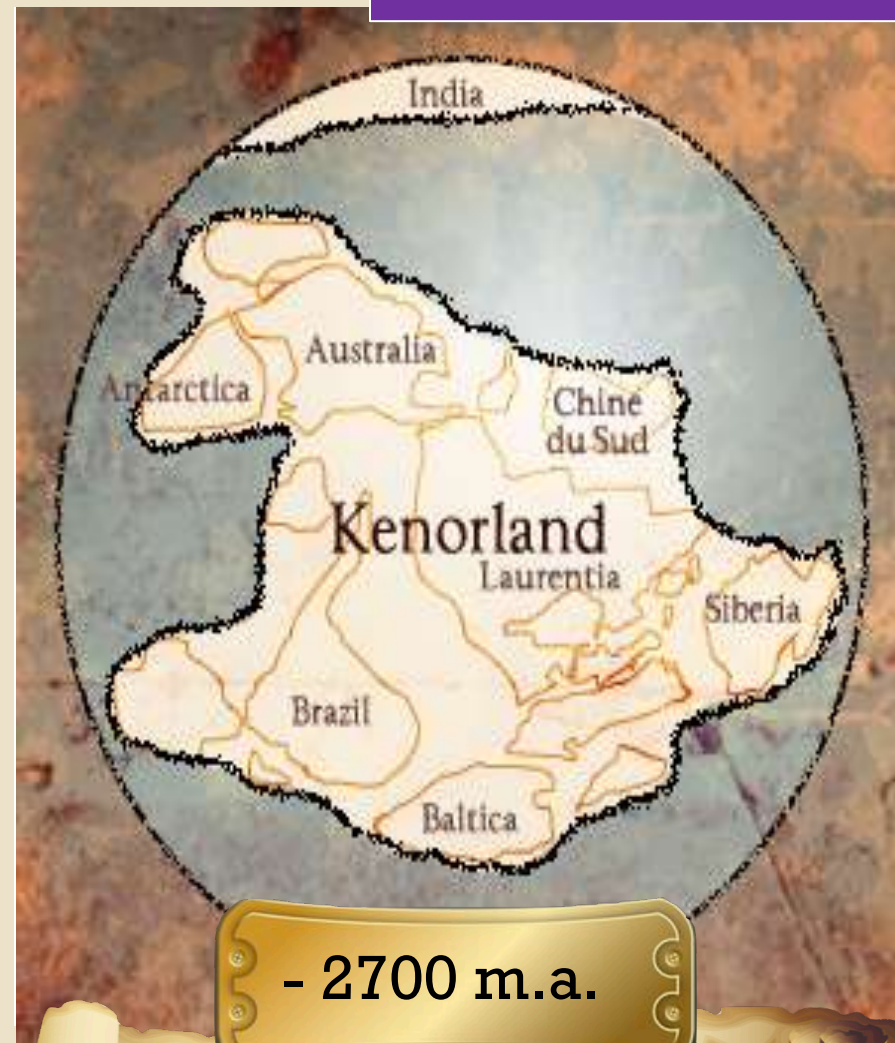 India
Australia
Antarctica
Chine
du Sud
Kenorland
Laurentia
Siberia
Brazil
Baltica
- 2700 m.a.